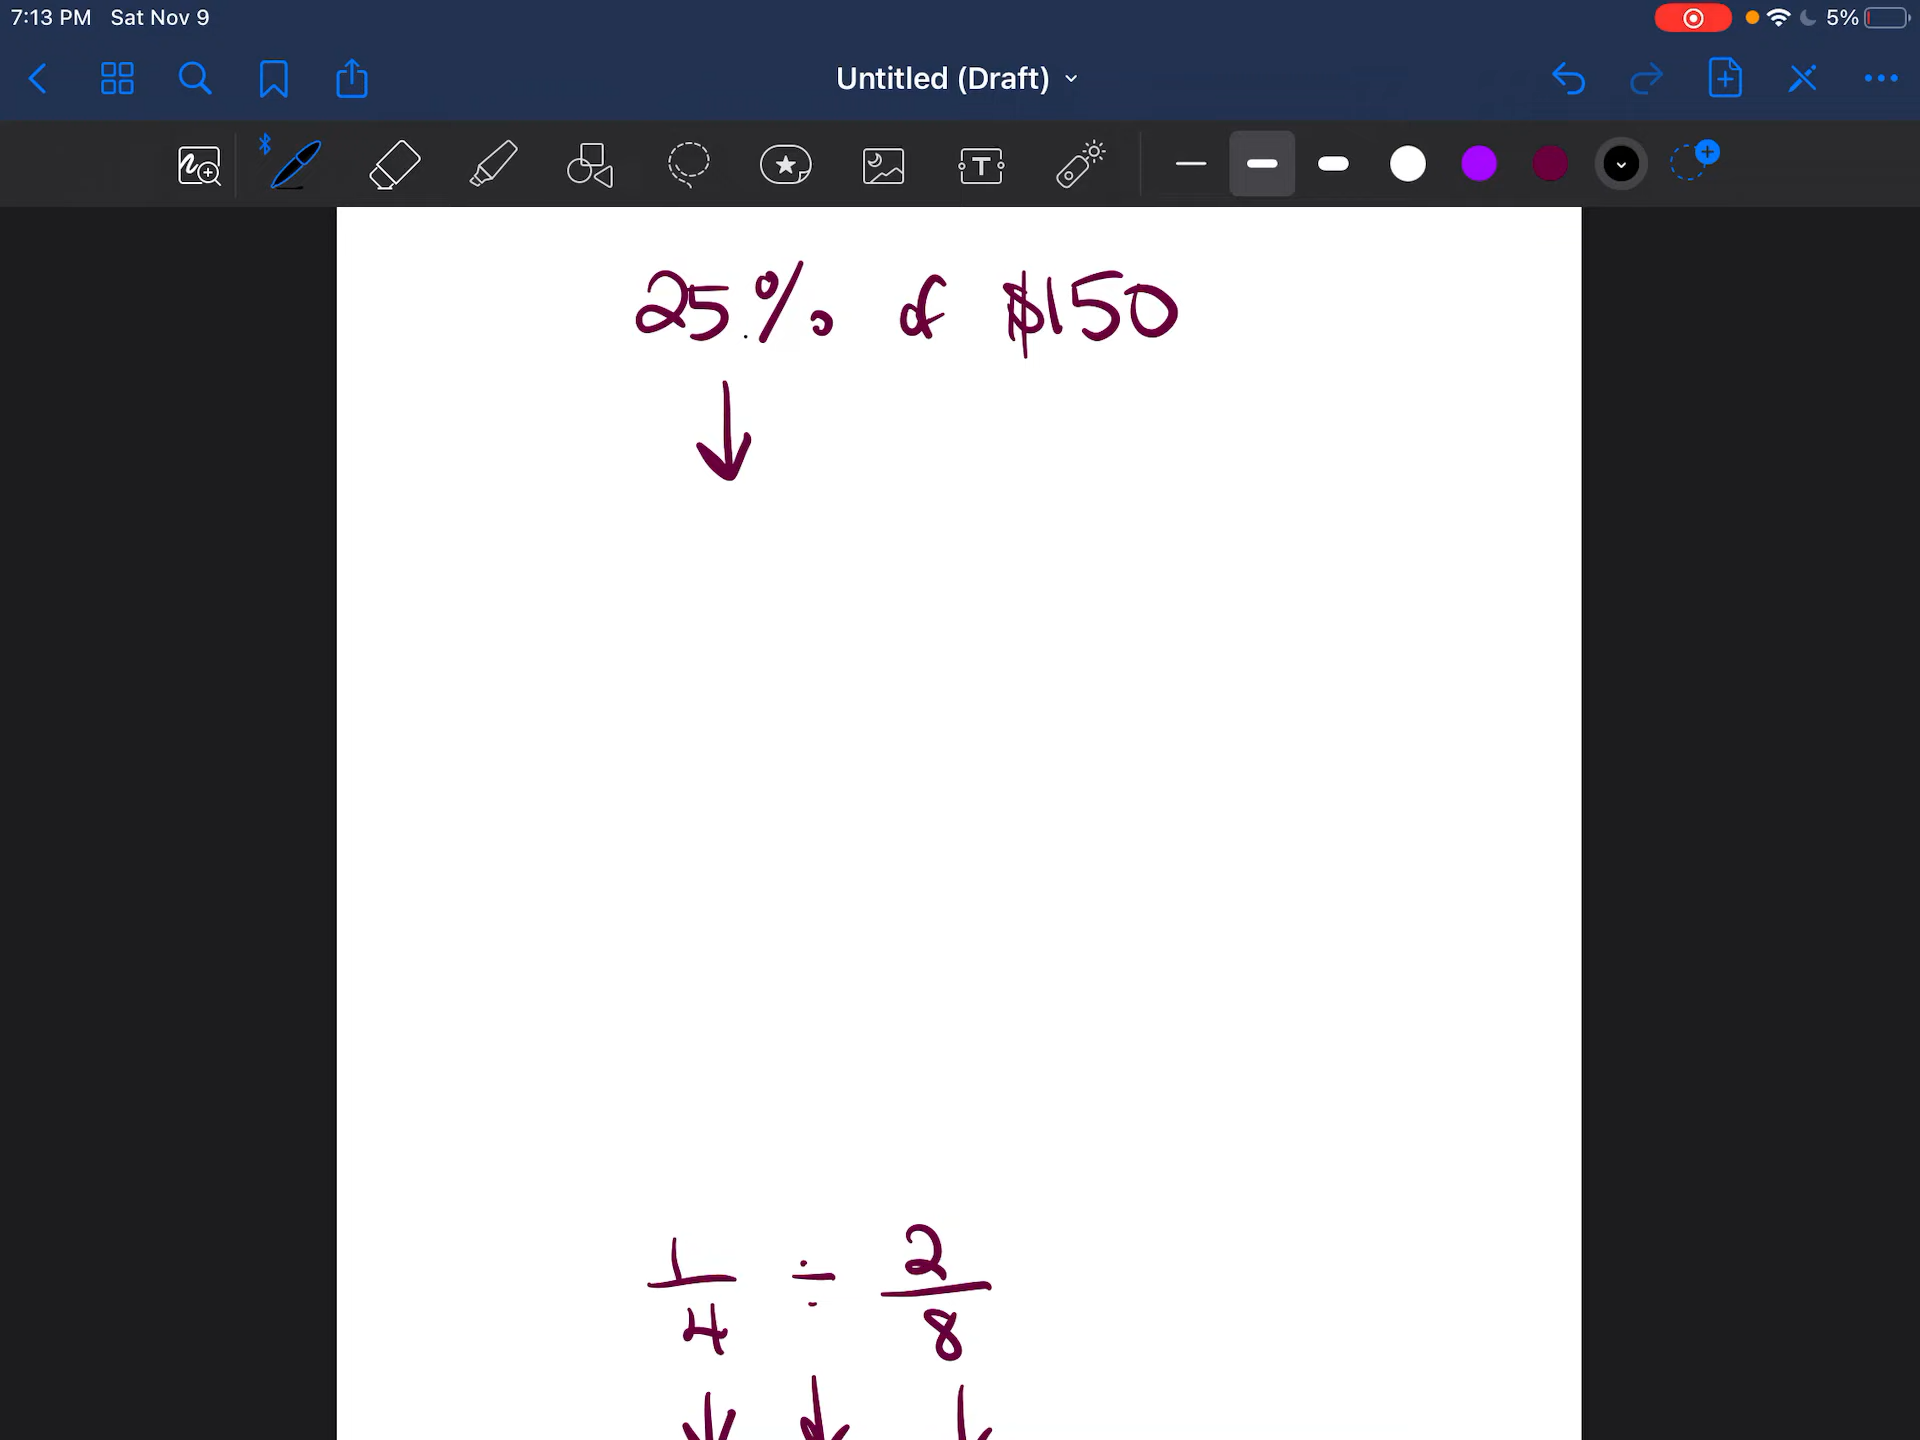 7:13 PM Sat Nov 9
5%
Untitled (Draft)
T
25.% of $150
1/4 ÷ 2/8